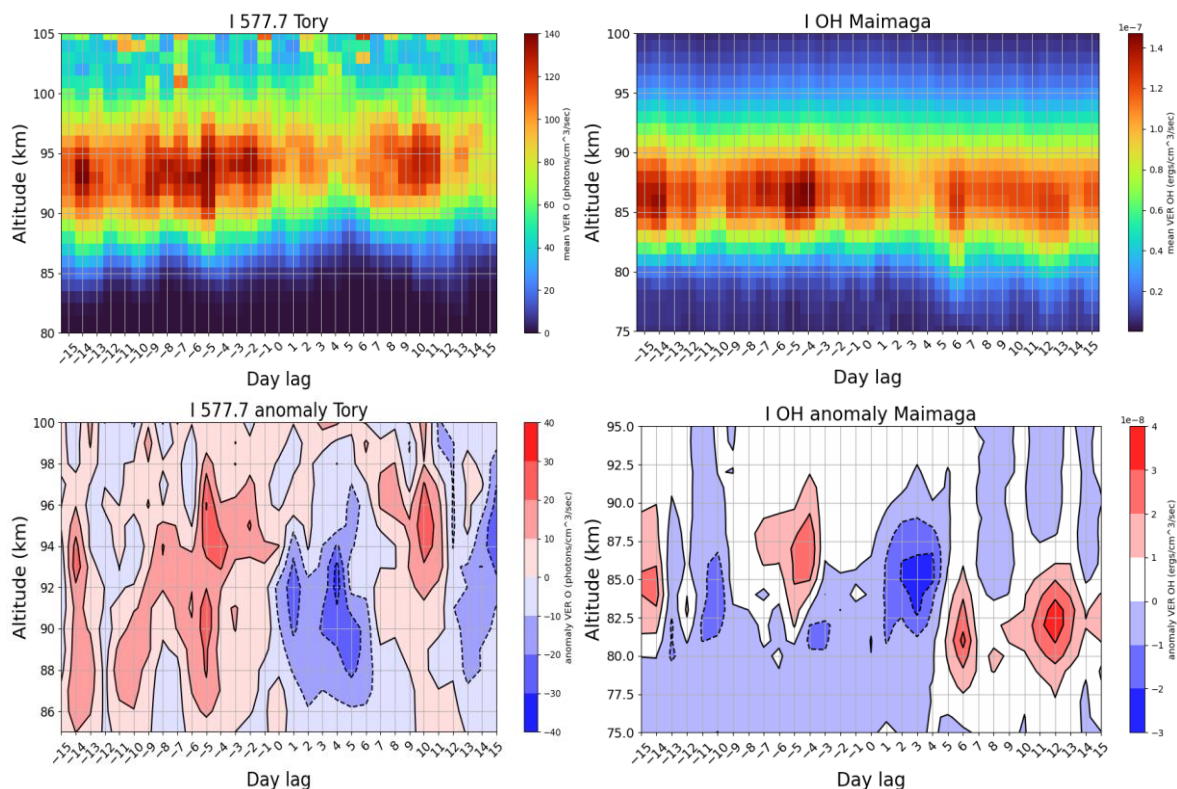 I 577.7 Tory
105
100
95
90
85
80
Altitude (km)
−15 −14 −13 −12 −11 −10 −9 −8 −7 −6 −5 −4 −3 −2 −1 0 1 2 3 4 5 6 7 8 9 10 11 12 13 14 15
Day lag
140
120
100
80
60
40
20
0
mean VER O (photons/cm^3/sec)
I OH Maimaga
100
95
90
85
80
75
Altitude (km)
−15 −14 −13 −12 −11 −10 −9 −8 −7 −6 −5 −4 −3 −2 −1 0 1 2 3 4 5 6 7 8 9 10 11 12 13 14 15
Day lag
1e−7
1.4
1.2
1.0
0.8
0.6
0.4
0.2
mean VER OH (ergs/cm^3/sec)
I 577.7 anomaly Tory
100
98
96
94
92
90
88
86
Altitude (km)
−15 −14 −13 −12 −11 −10 −9 −8 −7 −6 −5 −4 −3 −2 −1 0 1 2 3 4 5 6 7 8 9 10 11 12 13 14 15
Day lag
40
30
20
10
0
−10
−20
−30
−40
anomaly VER O (photons/cm^3/sec)
I OH anomaly Maimaga
95.0
92.5
90.0
87.5
85.0
82.5
80.0
77.5
75.0
Altitude (km)
−15 −14 −13 −12 −11 −10 −9 −8 −7 −6 −5 −4 −3 −2 −1 0 1 2 3 4 5 6 7 8 9 10 11 12 13 14 15
Day lag
1e−8
4
3
2
1
0
−1
−2
−3
anomaly VER OH (ergs/cm^3/sec)